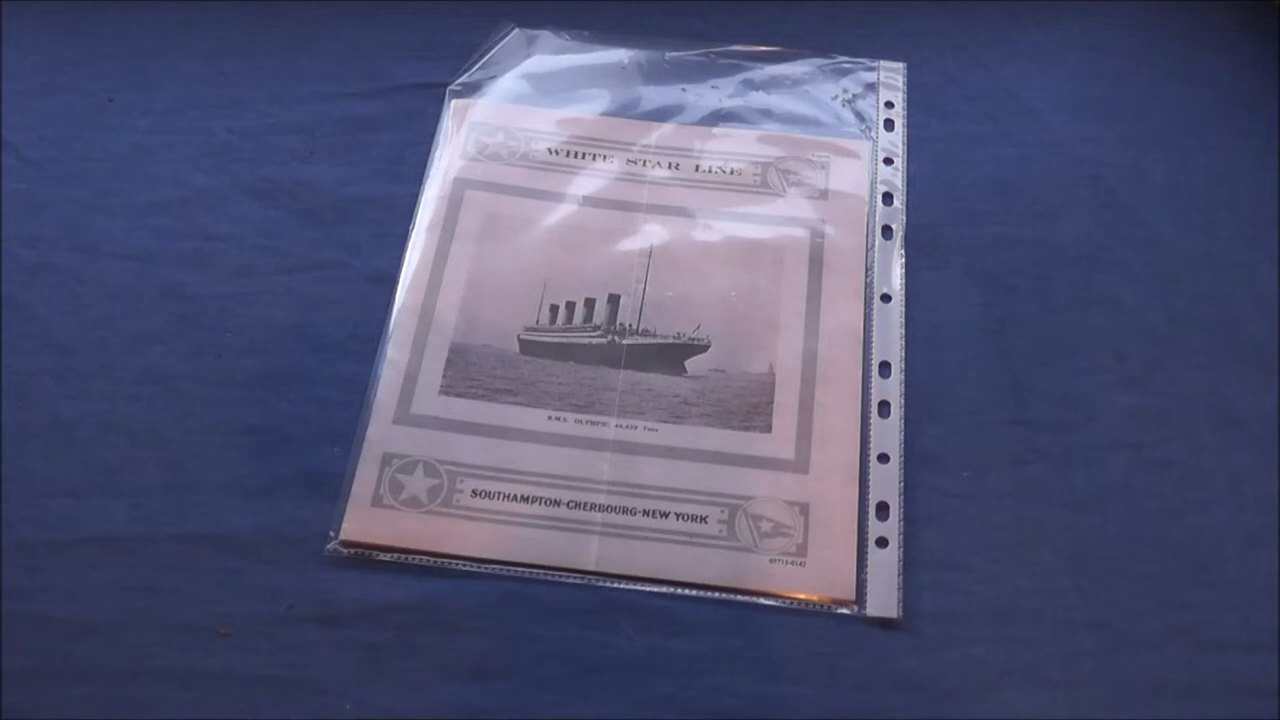 WHITE STAR LINE
R.M.S. OLYMPIC. 46,439 Tons
SOUTHAMPTON-CHERBOURG-NEW YORK